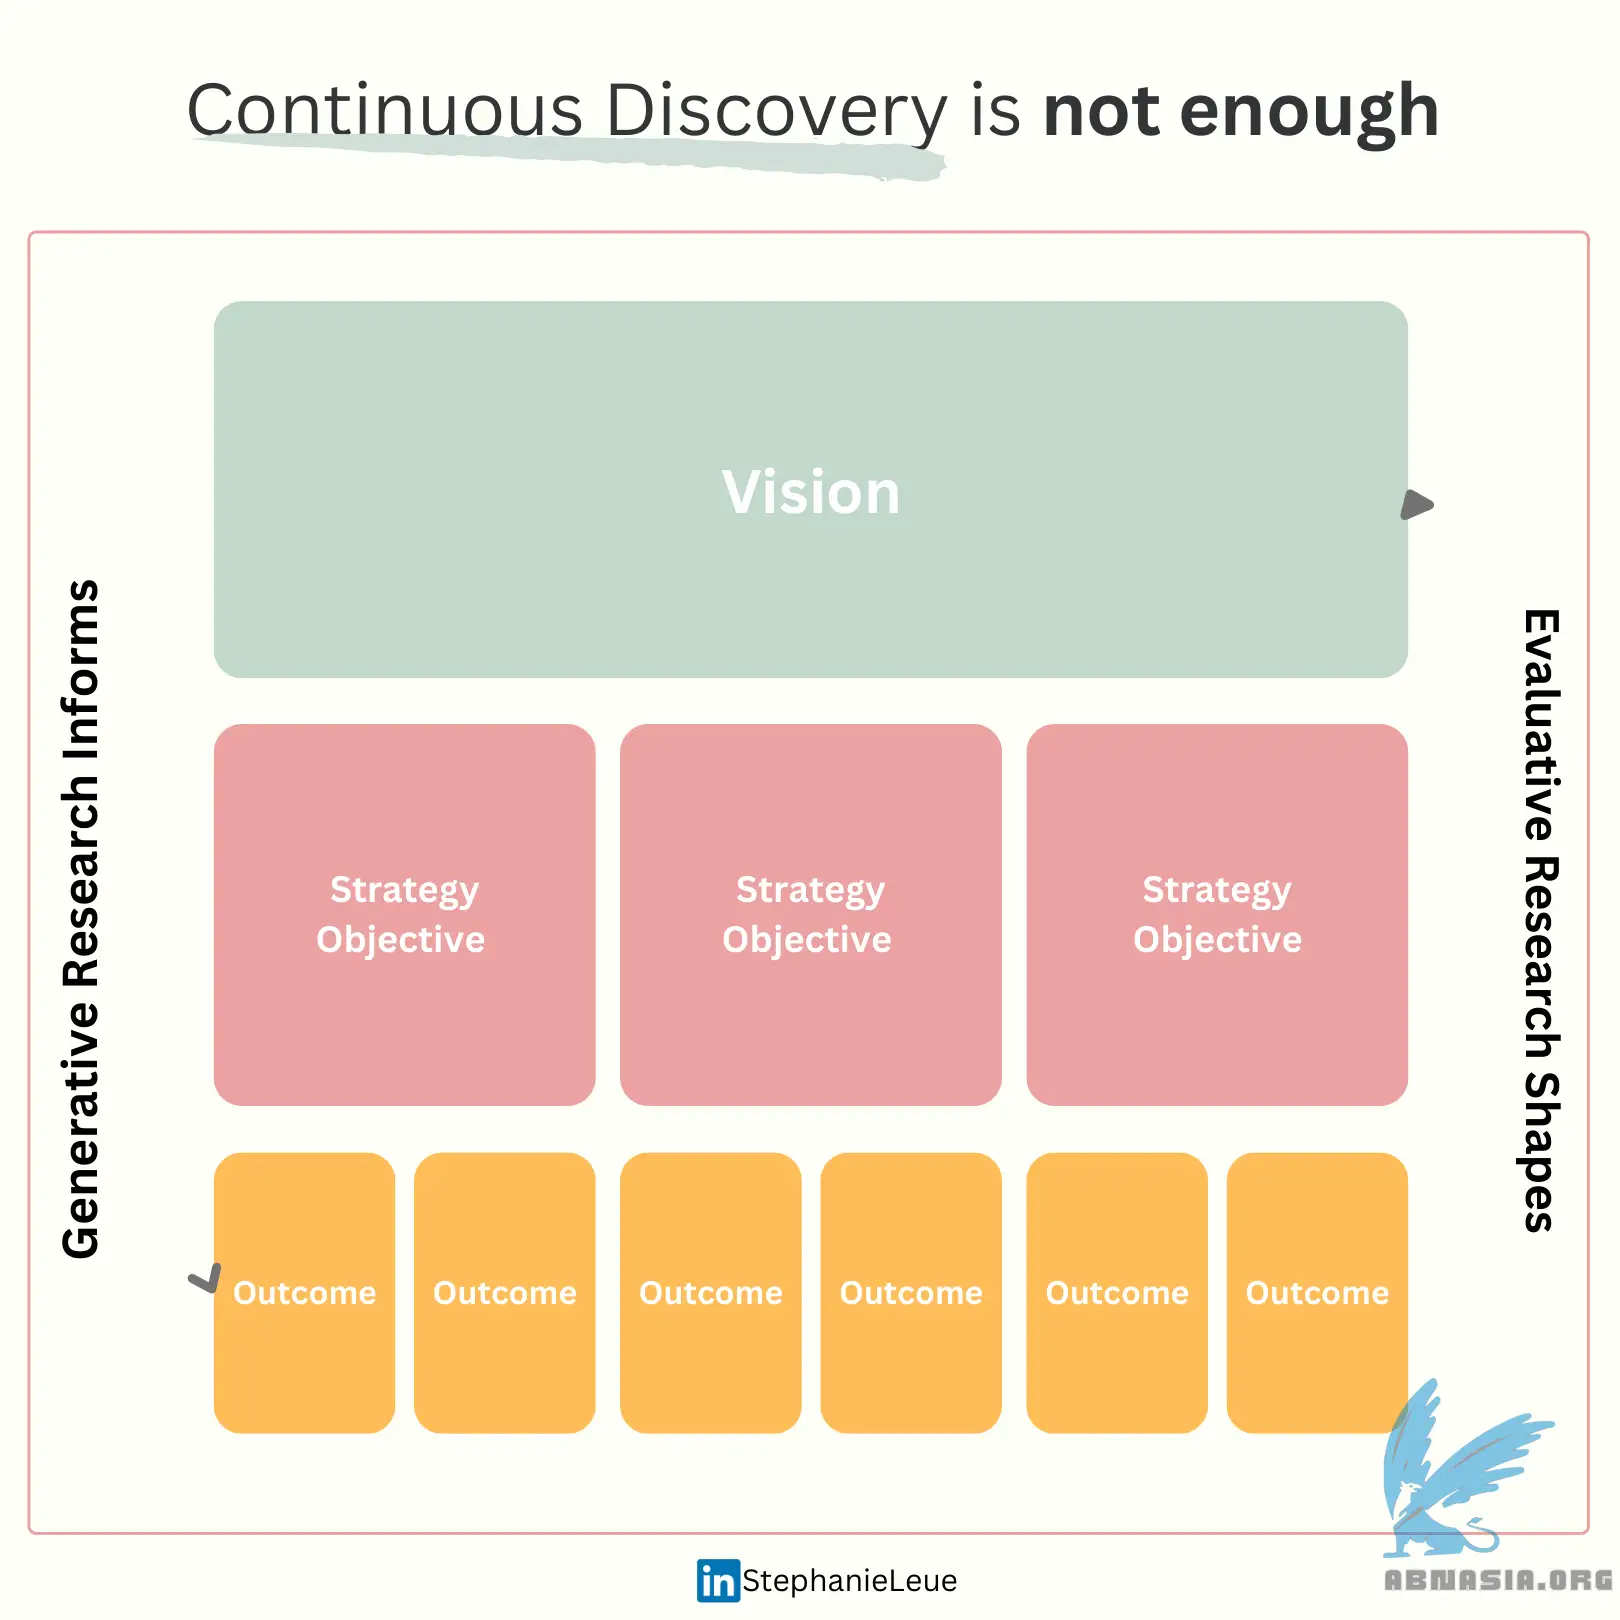 Continuous Discovery is not enough
Generative Research Informs
Vision
Evaluative Research Shapes
Strategy
Objective
Strategy
Objective
Strategy
Objective
Outcome
Outcome
Outcome
Outcome
Outcome
Outcome
in StephanieLeue
ABNASIA.ORG